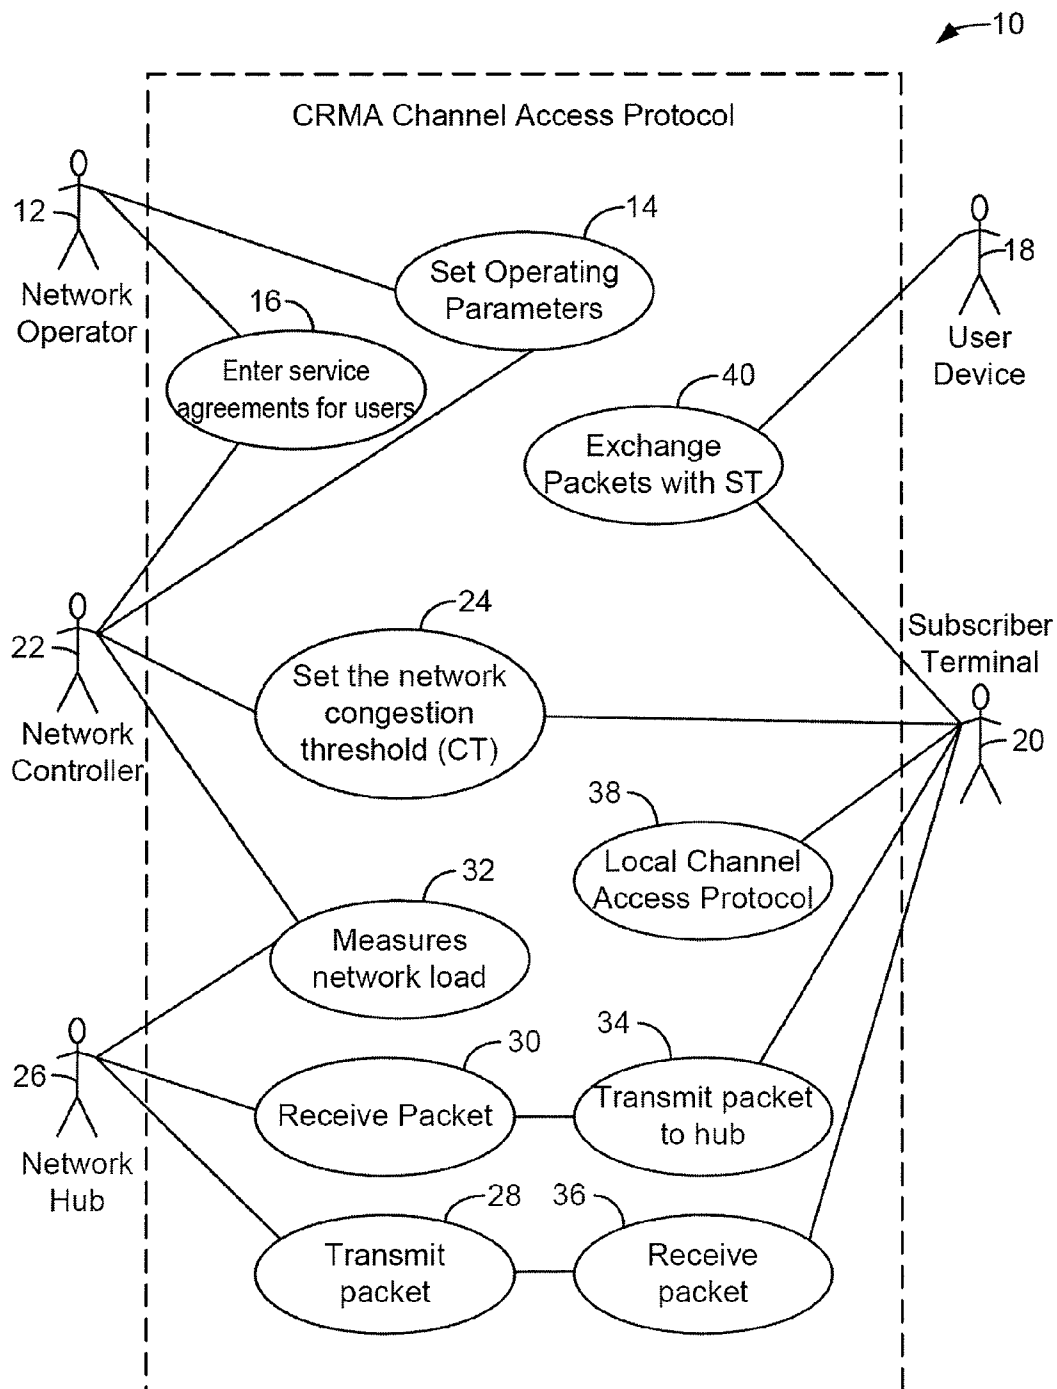 10
CRMA Channel Access Protocol
12
Network
Operator
14
Set Operating
Parameters
16
Enter service
agreements for users
18
User
Device
40
Exchange
Packets with ST
22
Network
Controller
24
Set the network
congestion
threshold (CT)
Subscriber
Terminal
20
38
Local Channel
Access Protocol
32
Measures
network load
26
Network
Hub
30
Receive Packet
34
Transmit packet
to hub
28
Transmit
packet
36
Receive
packet